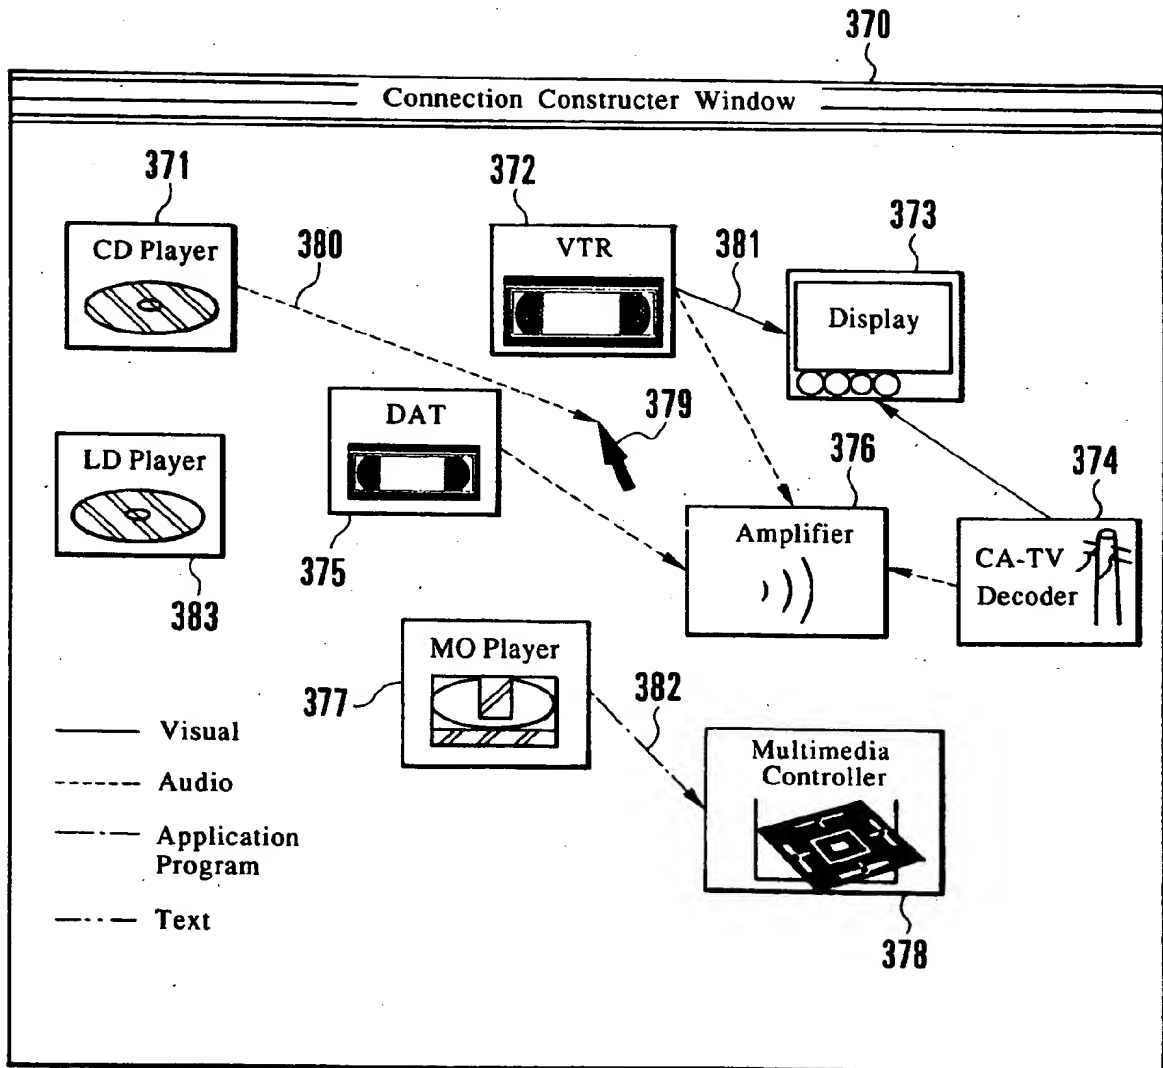 370
Connection Constructer Window
371
372
373
380
381
CD Player
VTR
Display
379
DAT
376
374
LD Player
Amplifier
CA-TV
Decoder
375
383
MO Player
377
382
Visual
Multimedia
Controller
Audio
Application
Program
Text
378